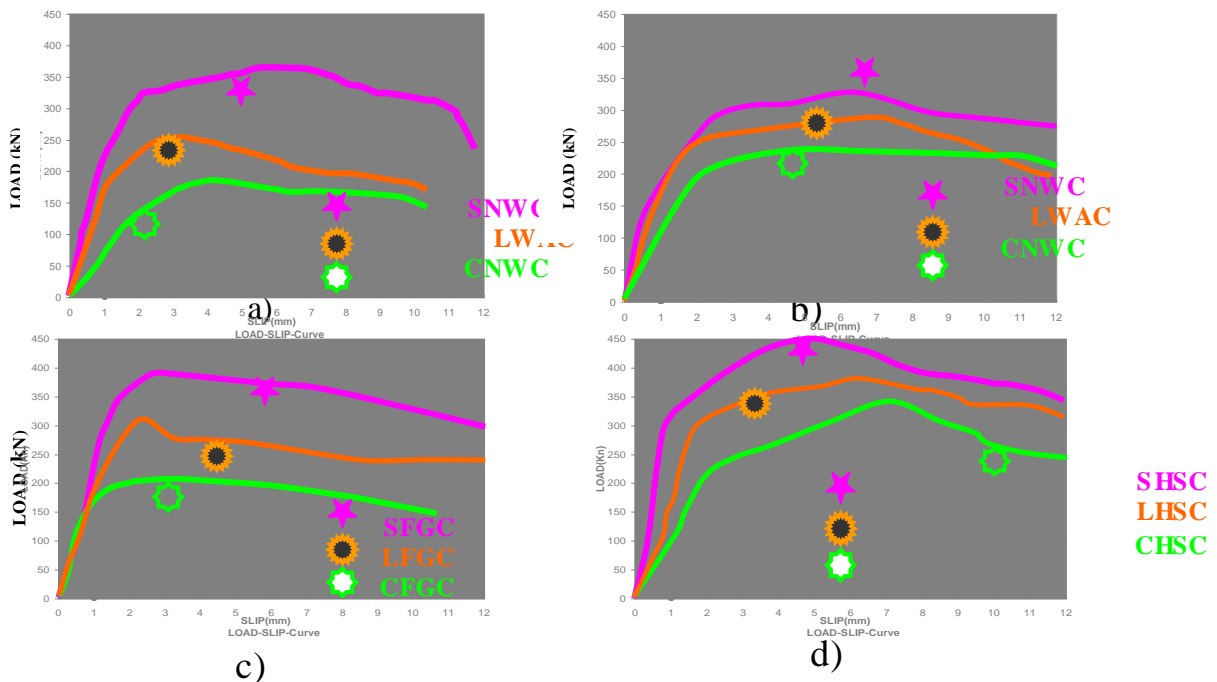 450
400
350
300
250
200
150
100
50
0
LOAD (kN)
SNWC
CNWC
0 1 2 3 4 5 6 7 8 9 10 11 12
a)
SLIP(mm)
LOAD-SLIP-Curve
450
400
350
300
250
200
150
100
50
0
LOAD (kN)
SNWC
LWAC
CNWC
0 1 2 3 4 5 6 7 8 9 10 11 12
b)
SLIP(mm)
LOAD-SLIP-Curve
450
400
350
300
250
200
150
100
50
0
LOAD (kN)
LOAD(Kn)
SFGC
LFGC
CFGC
0 1 2 3 4 5 6 7 8 9 10 11 12
SLIP(mm)
LOAD-SLIP-Curve
c)
450
400
350
300
250
200
150
100
50
0
LOAD(Kn)
SHSC
LHSC
CHSC
0 1 2 3 4 5 6 7 8 9 10 11 12
SLIP(mm)
LOAD-SLIP-Curve
d)